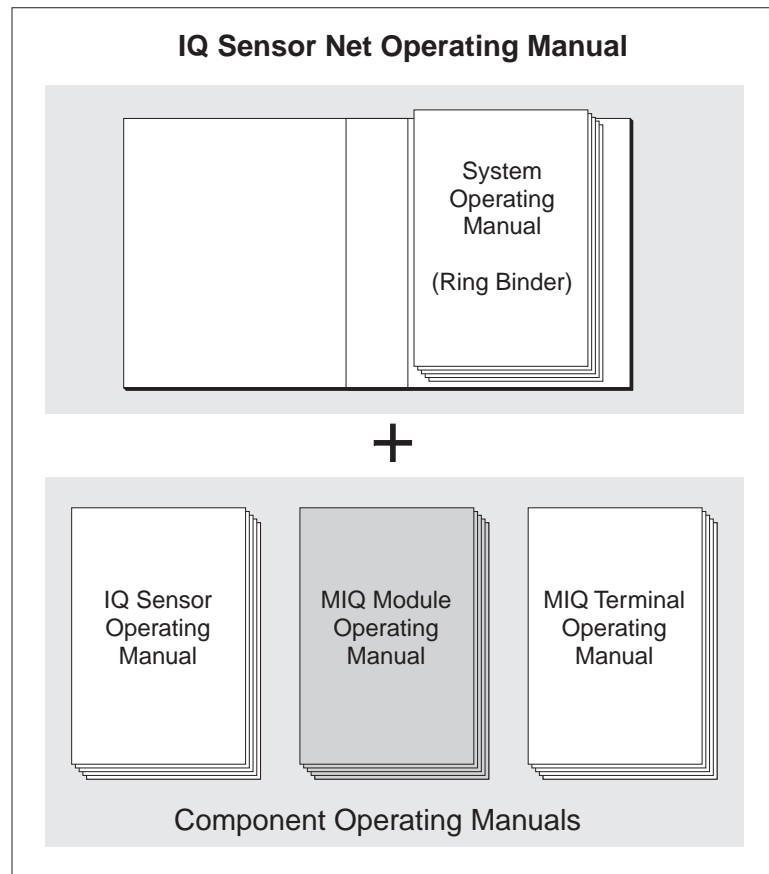 IQ Sensor Net Operating Manual
System
Operating
Manual
(Ring Binder)
+
IQ Sensor
Operating
Manual
MIQ Module
Operating
Manual
MIQ Terminal
Operating
Manual
Component Operating Manuals